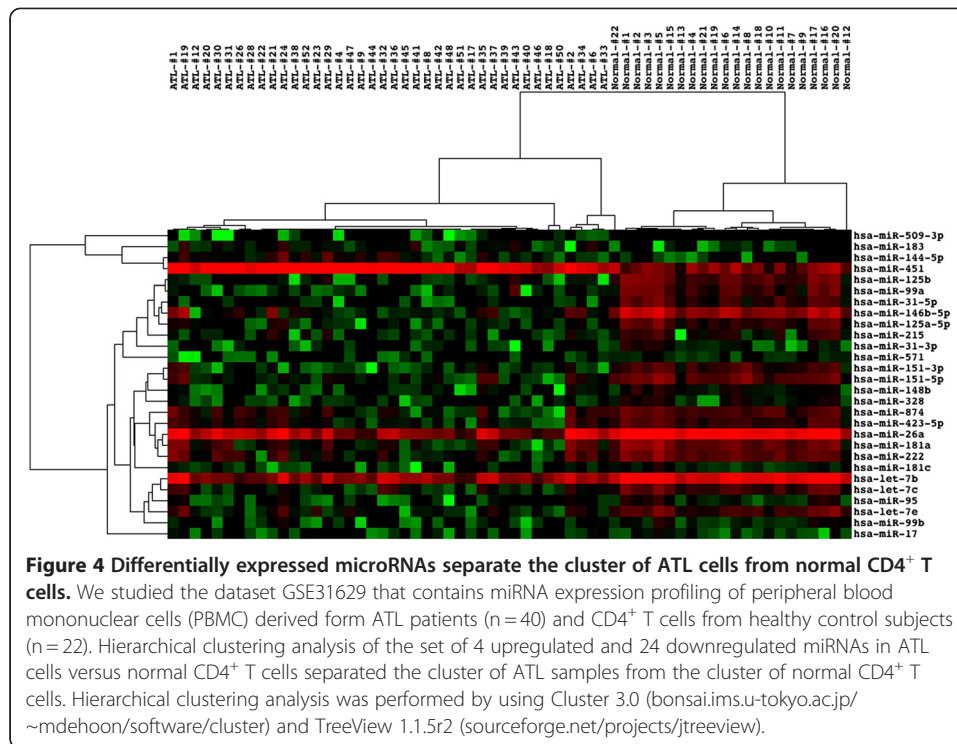 ATL-#1
ATL-#19
ATL-#12
ATL-#20
ATL-#30
ATL-#31
ATL-#26
ATL-#28
ATL-#22
ATL-#21
ATL-#24
ATL-#38
ATL-#52
ATL-#23
ATL-#29
ATL-#4
ATL-#47
ATL-#9
ATL-#44
ATL-#32
ATL-#36
ATL-#45
ATL-#41
ATL-#8
ATL-#42
ATL-#48
ATL-#51
ATL-#17
ATL-#35
ATL-#37
ATL-#39
ATL-#43
ATL-#40
ATL-#46
ATL-#18
ATL-#50
ATL-#2
ATL-#34
ATL-#6
ATL-#33
Normal-#22
Normal-#1
Normal-#2
Normal-#3
Normal-#5
Normal-#15
Normal-#13
Normal-#4
Normal-#21
Normal-#19
Normal-#6
Normal-#14
Normal-#8
Normal-#18
Normal-#10
Normal-#11
Normal-#7
Normal-#9
Normal-#17
Normal-#16
Normal-#20
Normal-#12
hsa-miR-509-3p
hsa-miR-183
hsa-miR-144-5p
hsa-miR-451
hsa-miR-125b
hsa-miR-99a
hsa-miR-31-5p
hsa-miR-146b-5p
hsa-miR-125a-5p
hsa-miR-215
hsa-miR-31-3p
hsa-miR-571
hsa-miR-151-3p
hsa-miR-151-5p
hsa-miR-148b
hsa-miR-328
hsa-miR-874
hsa-miR-423-5p
hsa-miR-26a
hsa-miR-181a
hsa-miR-222
hsa-miR-181c
hsa-let-7b
hsa-let-7c
hsa-miR-95
hsa-let-7e
hsa-miR-99b
hsa-miR-17
Figure 4 Differentially expressed microRNAs separate the cluster of ATL cells from normal CD4⁺ T
cells. We studied the dataset GSE31629 that contains miRNA expression profiling of peripheral blood
mononuclear cells (PBMC) derived form ATL patients (n = 40) and CD4⁺ T cells from healthy control subjects
(n = 22). Hierarchical clustering analysis of the set of 4 upregulated and 24 downregulated miRNAs in ATL
cells versus normal CD4⁺ T cells separated the cluster of ATL samples from the cluster of normal CD4⁺ T
cells. Hierarchical clustering analysis was performed by using Cluster 3.0 (bonsai.ims.u-tokyo.ac.jp/
~mdehoon/software/cluster) and TreeView 1.1.5r2 (sourceforge.net/projects/jtreeview).